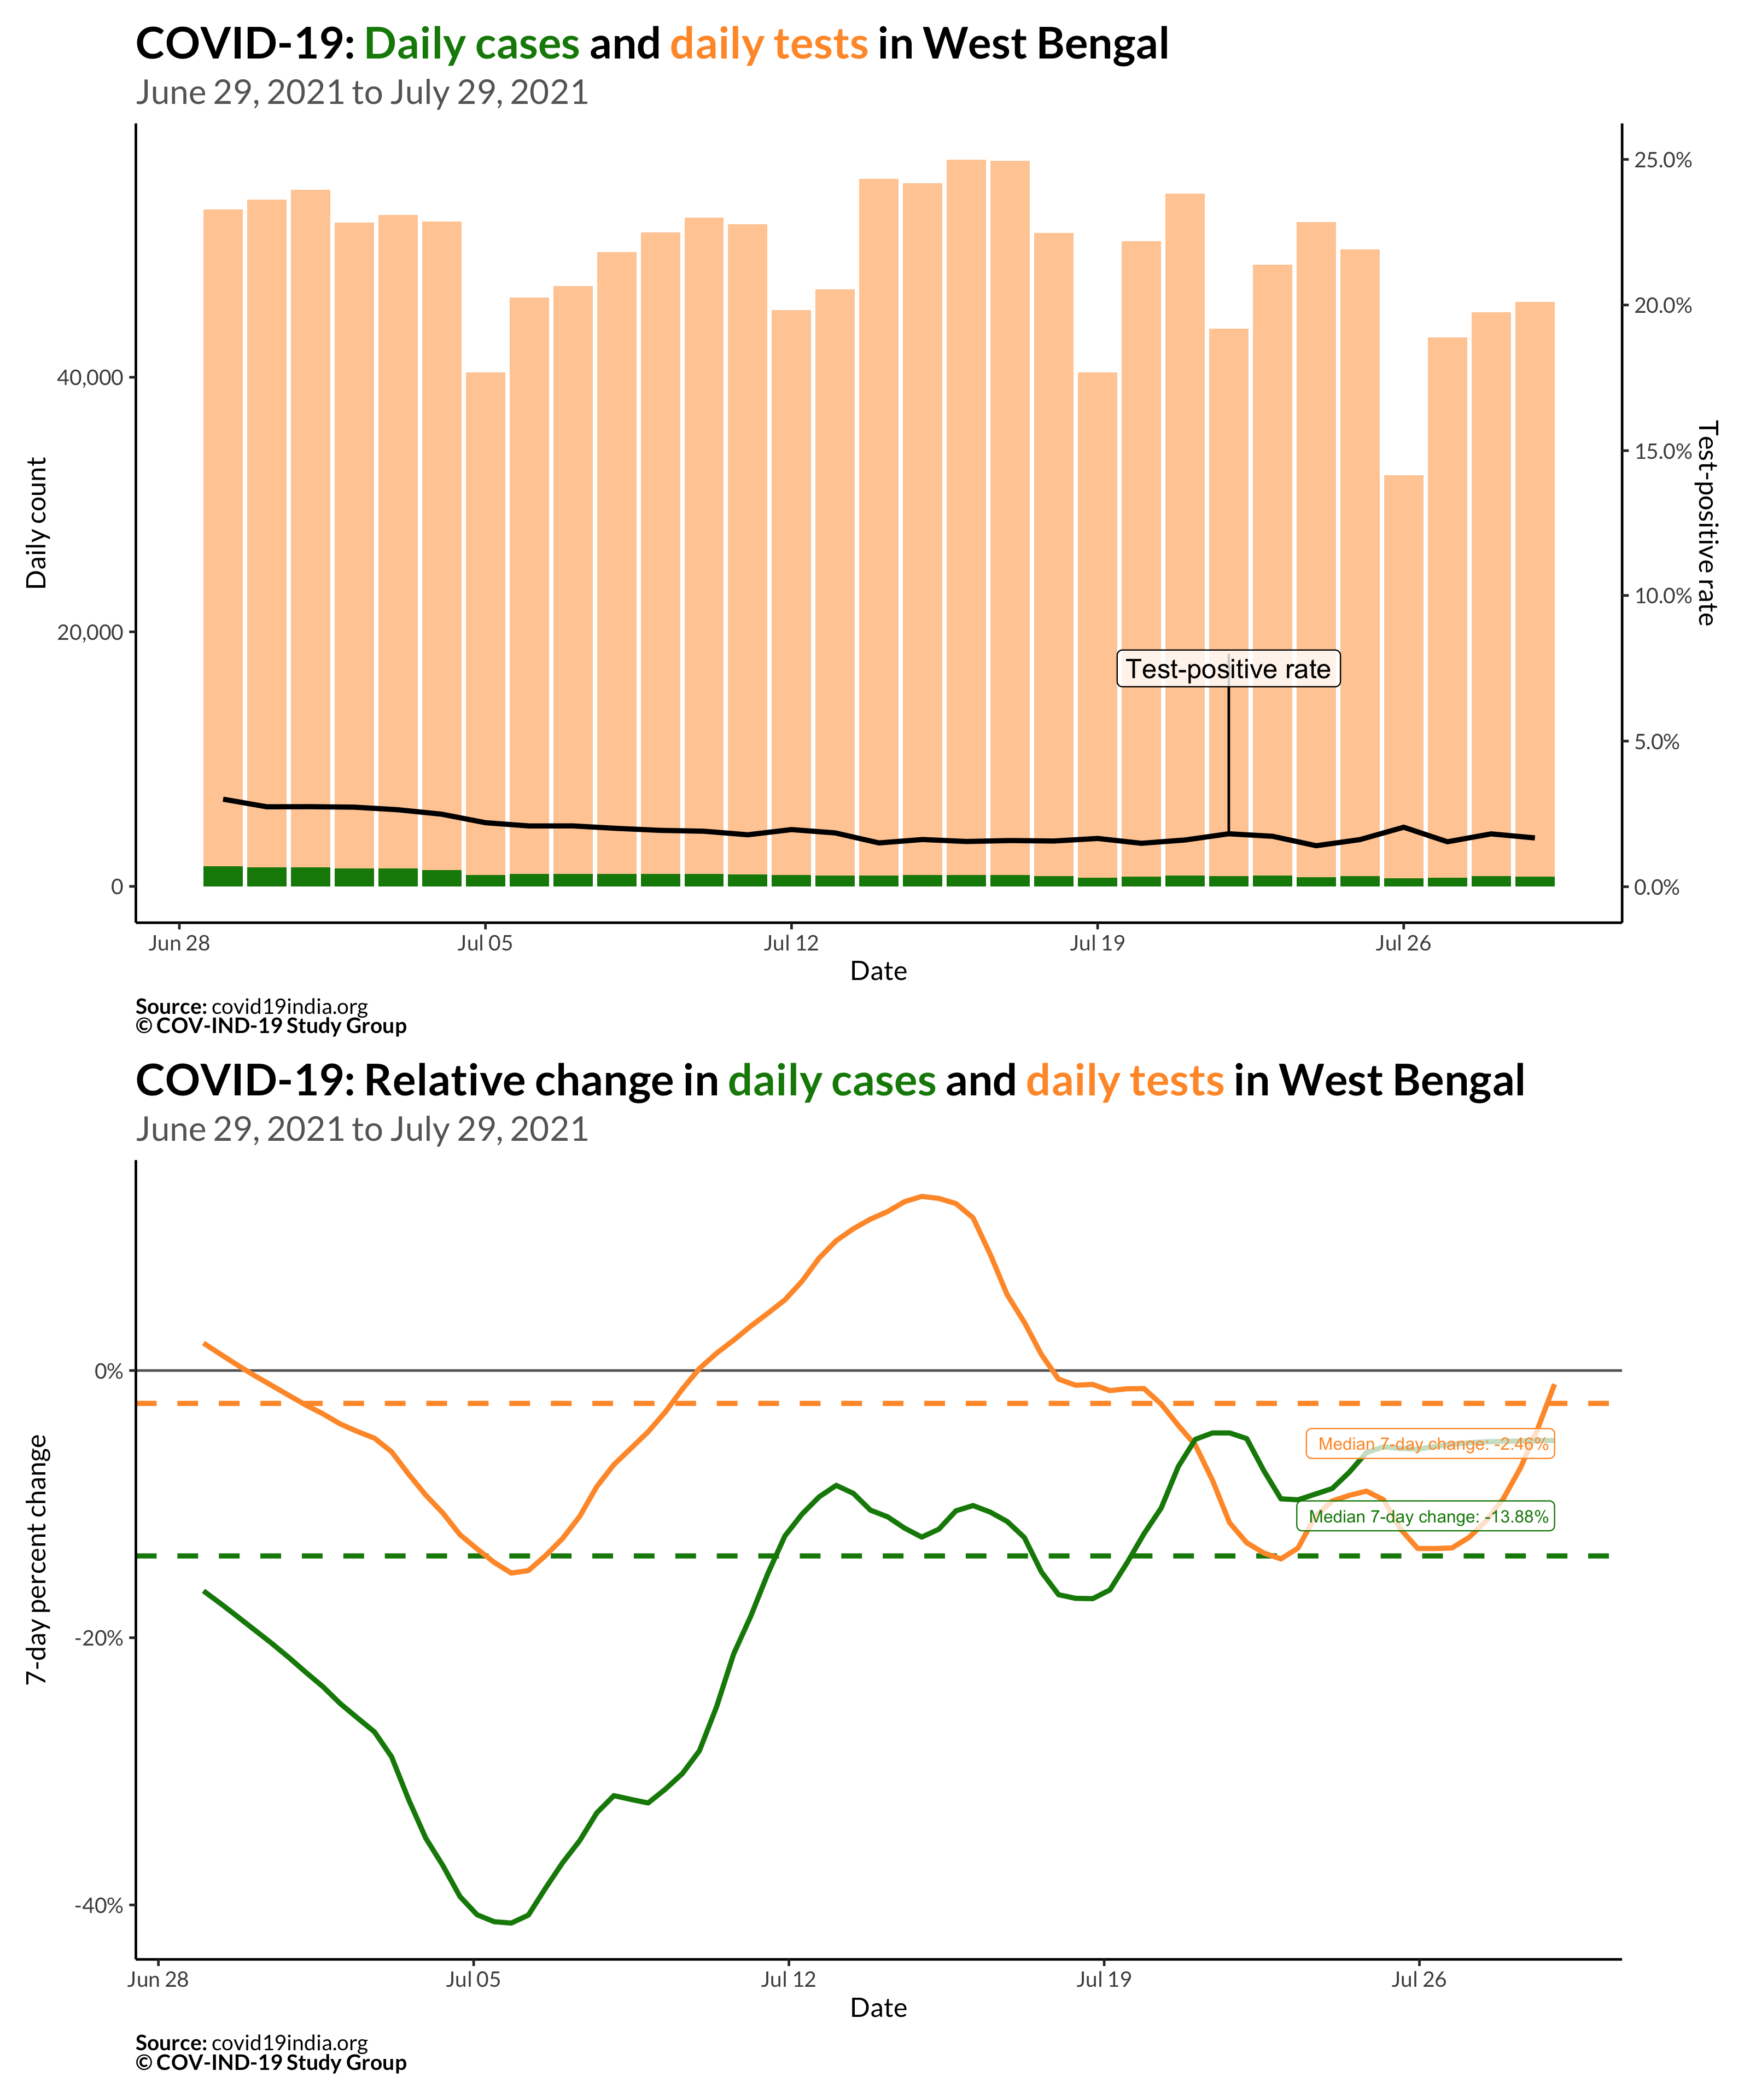 COVID-19: Daily cases and daily tests in West Bengal
June 29, 2021 to July 29, 2021
25.0%
20.0%
40,000
15.0%
Daily count
Test-positive rate
10.0%
20,000
Test-positive rate
5.0%
0
0.0%
Jun 28 Jul 05 Jul 12 Jul 19 Jul 26
Date
Source: covid19india.org
© COV-IND-19 Study Group
COVID-19: Relative change in daily cases and daily tests in West Bengal
June 29, 2021 to July 29, 2021
0%
Median 7-day change: -2.46%
Median 7-day change: -13.88%
7-day percent change
-20%
-40%
Jun 28 Jul 05 Jul 12 Jul 19 Jul 26
Date
Source: covid19india.org
© COV-IND-19 Study Group